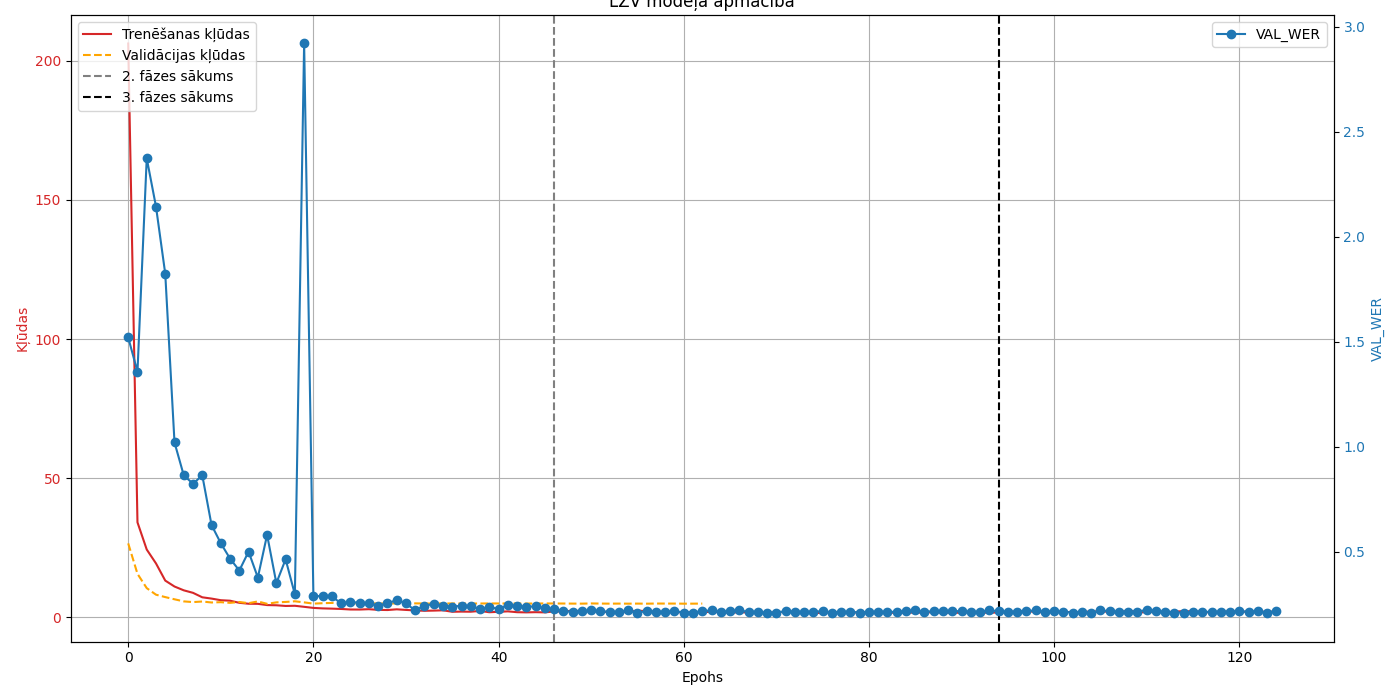 LZV modeļa apmācība
Trenēšanas kļūdas
Validācijas kļūdas
2. fāzes sākums
3. fāzes sākums
VAL_WER
200
150
100
50
0
Kļūdas
3.0
2.5
2.0
1.5
1.0
0.5
VAL_WER
0 20 40 60 80 100 120
Epohs